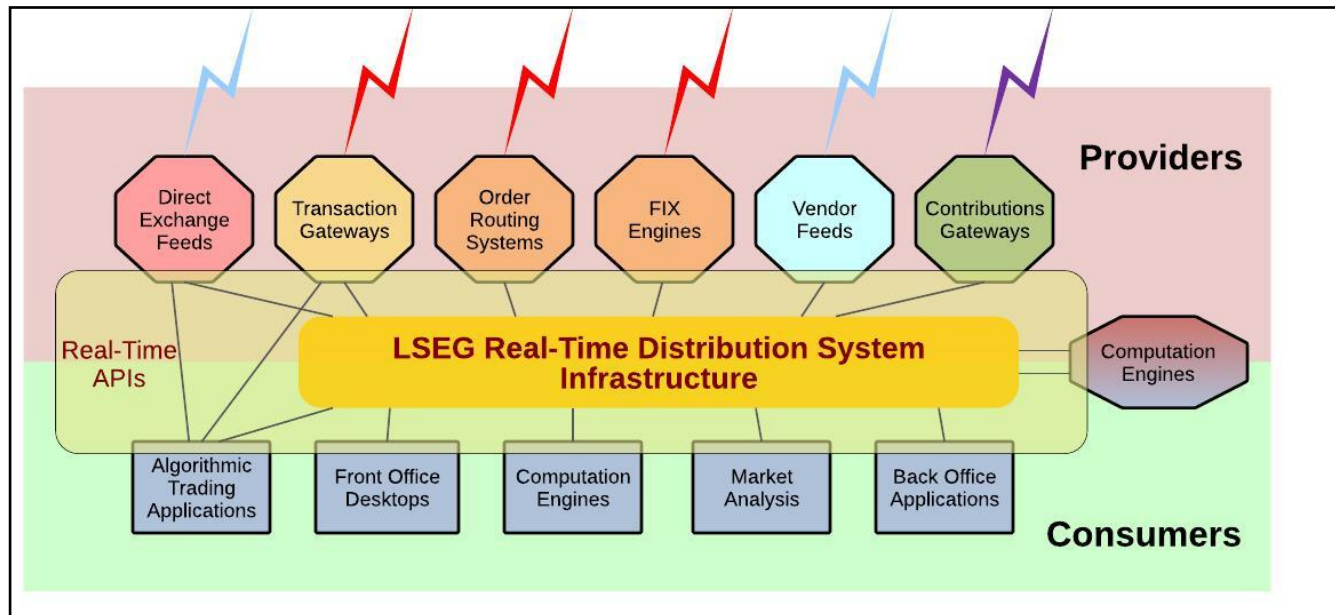 Providers
Direct
Exchange
Feeds
Transaction
Gateways
Order
Routing
Systems
FIX
Engines
Vendor
Feeds
Contributions
Gateways
Real-Time
APIs
LSEG Real-Time Distribution System
Infrastructure
Computation
Engines
Algorithmic
Trading
Applications
Front Office
Desktops
Computation
Engines
Market
Analysis
Back Office
Applications
Consumers